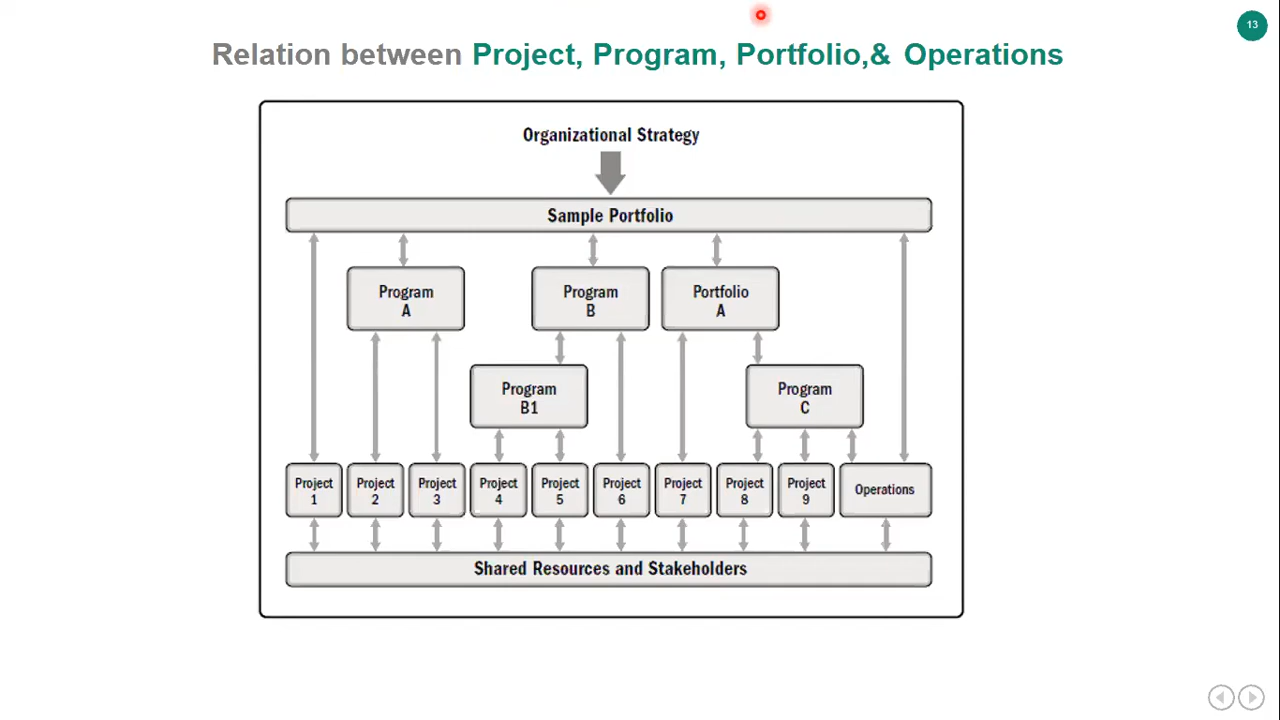 13
Relation between Project, Program, Portfolio,& Operations
Organizational Strategy
Sample Portfolio
Program
A
Program
B
Portfolio
A
Program
B1
Program
C
Project
1
Project
2
Project
3
Project
4
Project
5
Project
6
Project
7
Project
8
Project
9
Operations
Shared Resources and Stakeholders